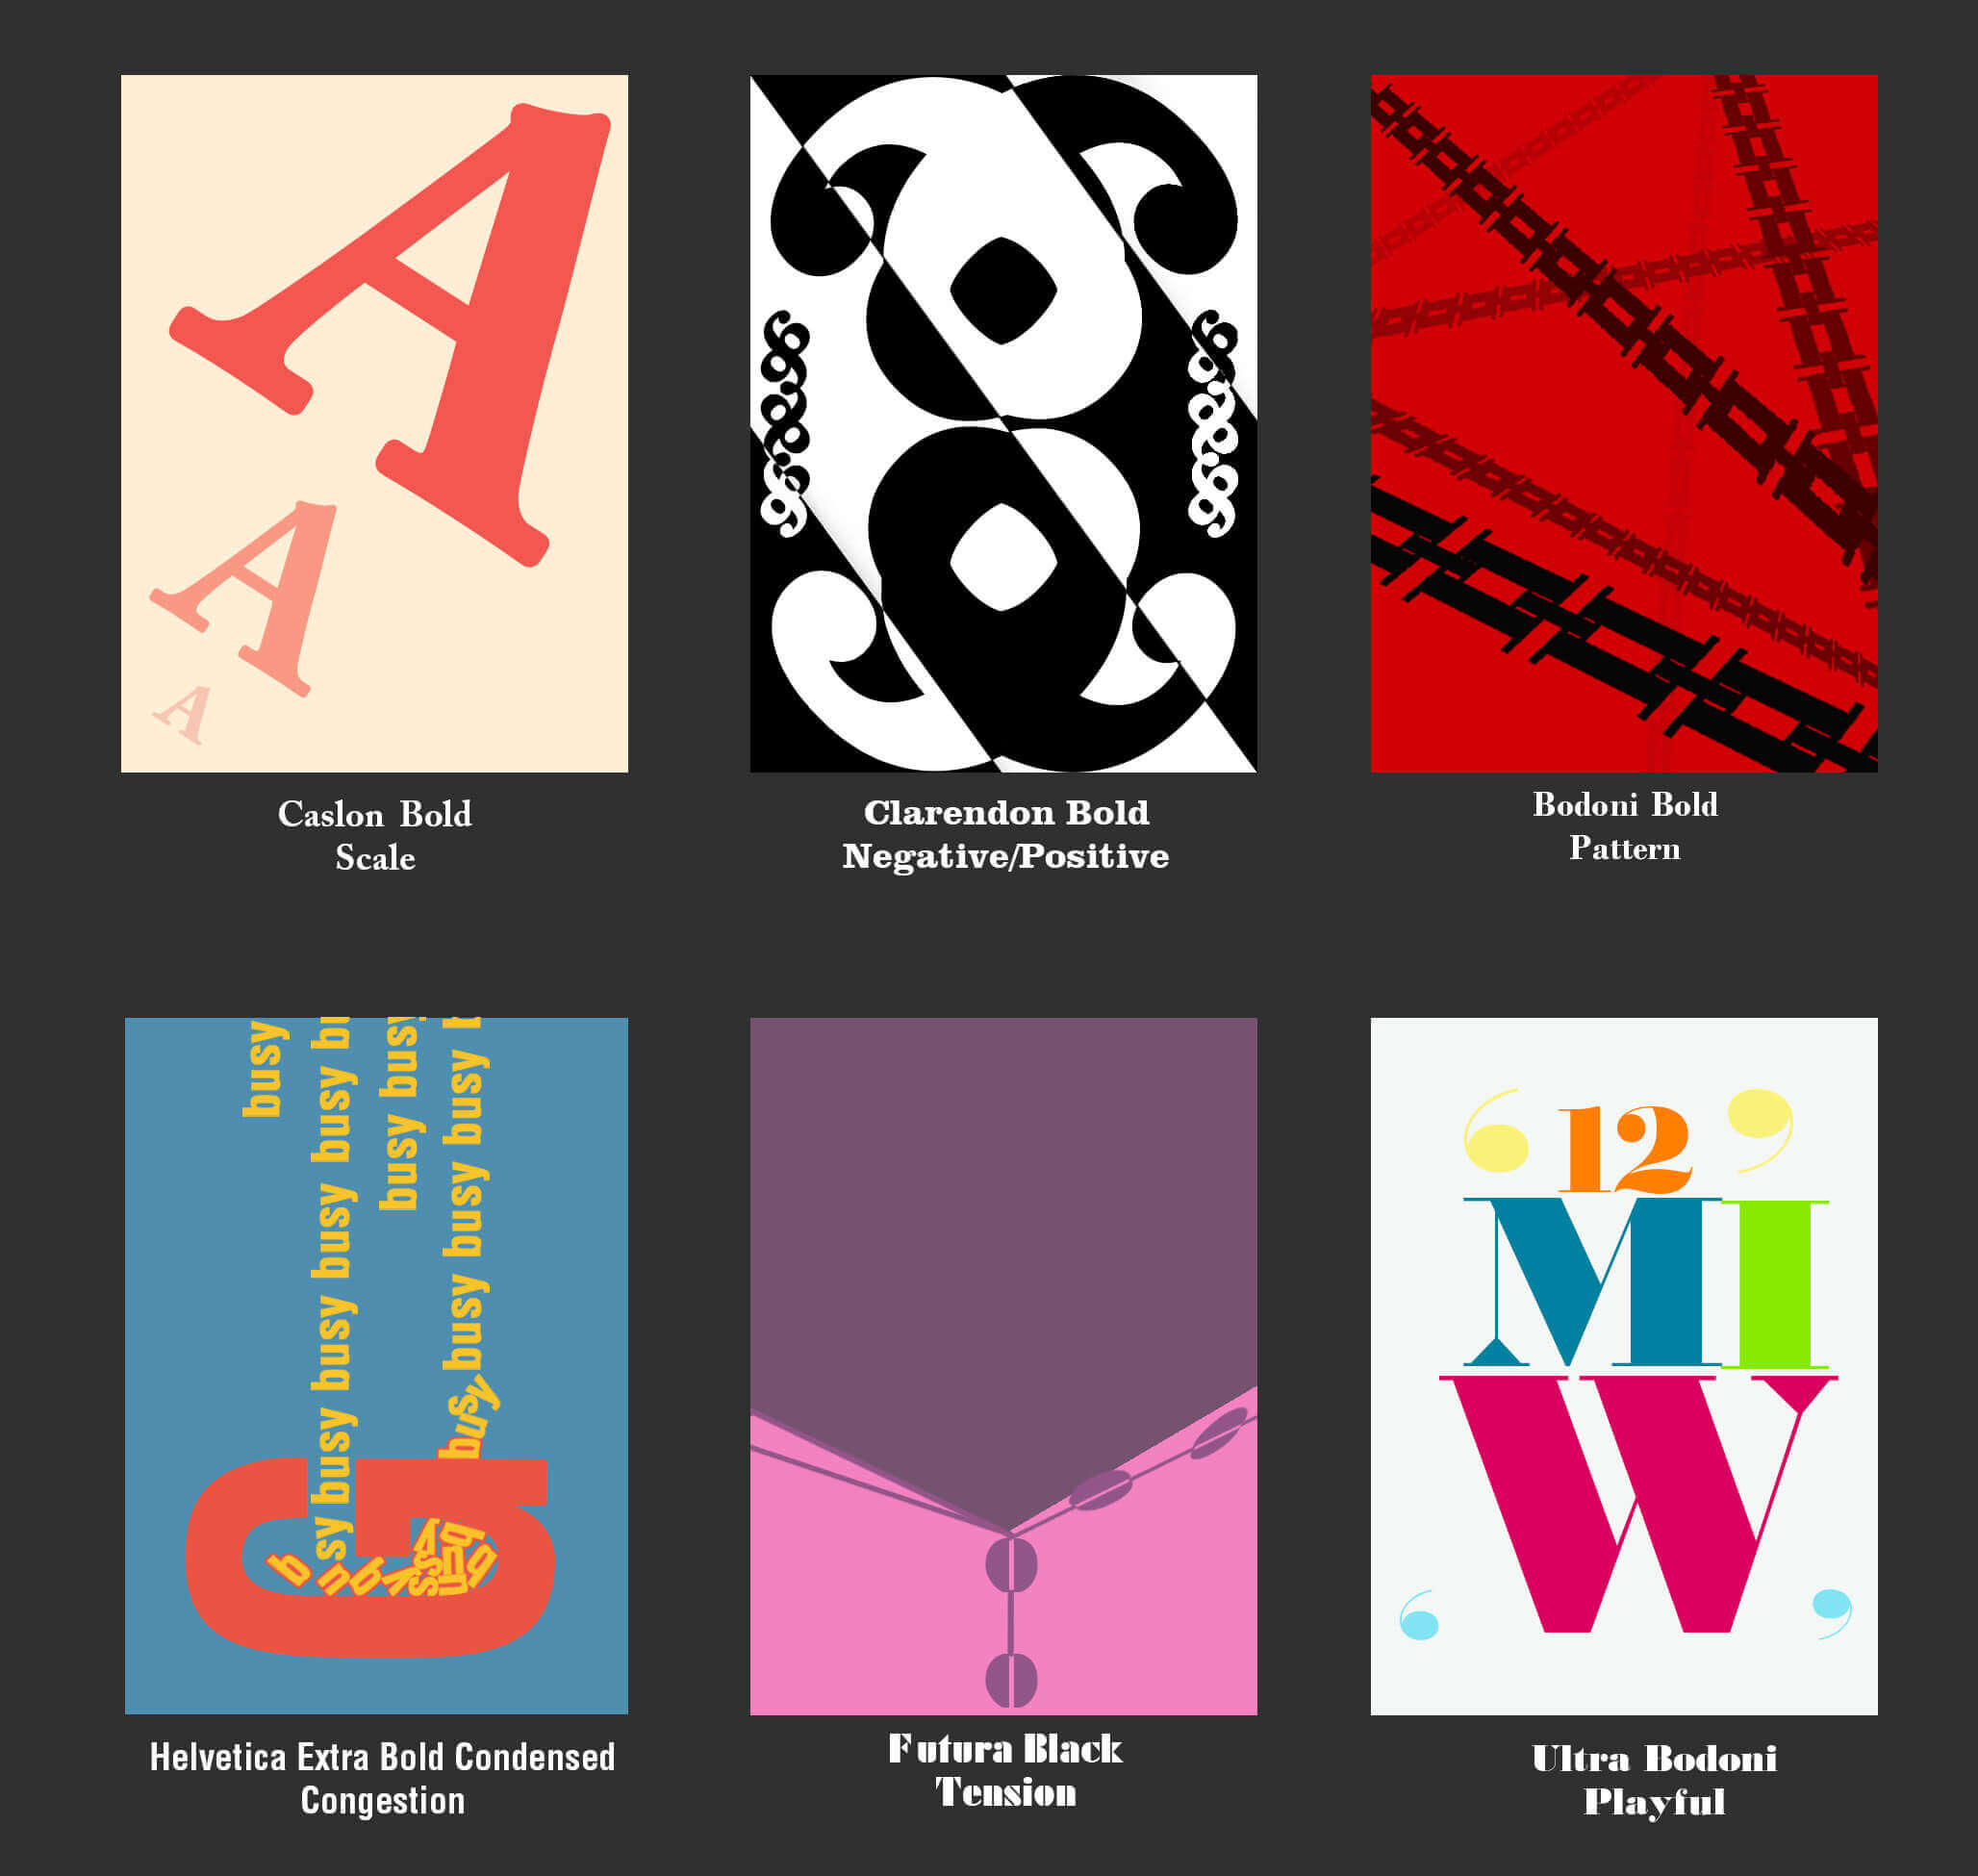 A
A
A
Caslon Bold
Scale
Clarendon Bold
Negative/Positive
Bodoni Bold
Pattern
busy
busy busy busy busy busy
busy busy
busy busy busy busy
G
Helvetica Extra Bold Condensed
Congestion
Futura Black
Tension
‘ 12 ’
MI
W
‘ ’
Ultra Bodoni
Playful